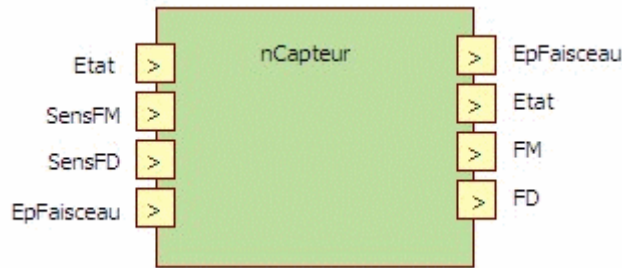 nCapteur
Etat
SensFM
SensFD
EpFaisceau
EpFaisceau
Etat
FM
FD